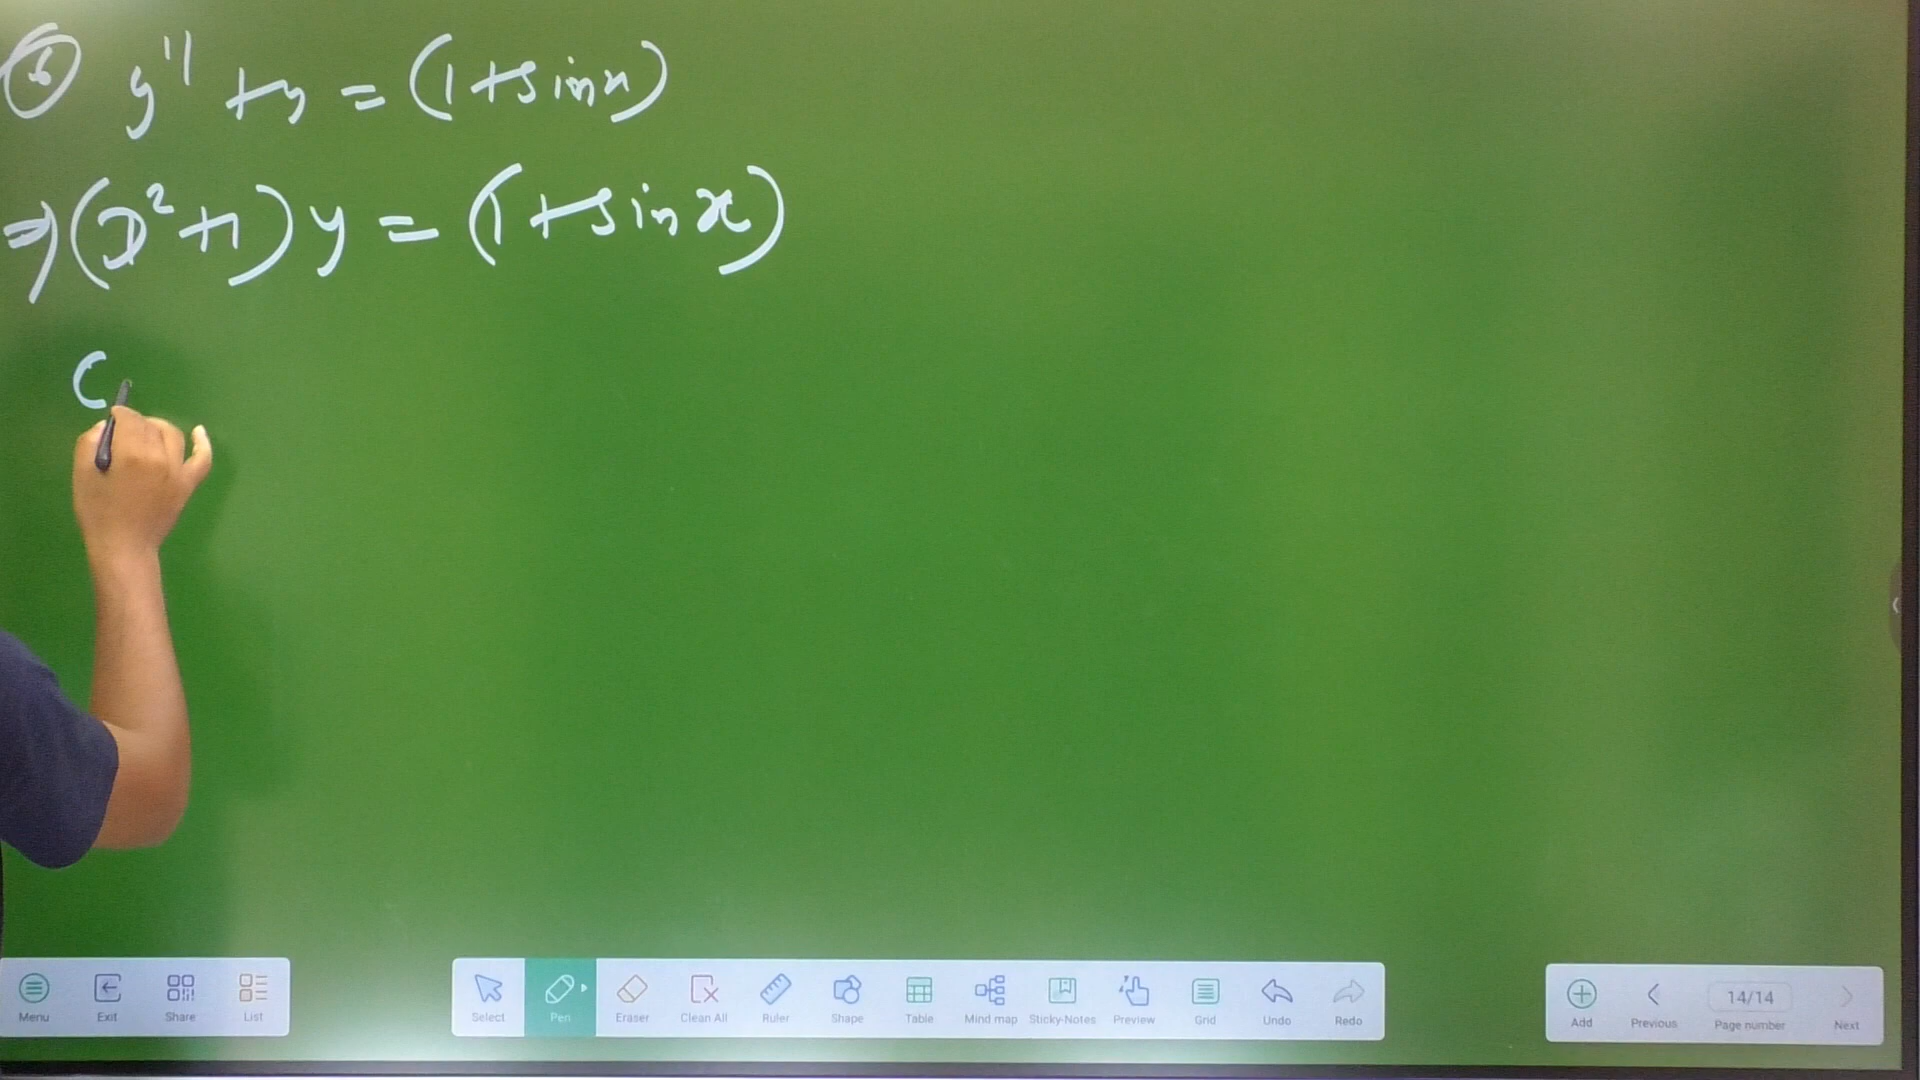 ⑥ y'' + y = (1 + sin x)
⇒ (D² + 1) y = (1 + sin x)
C
Menu Exit Share List Select Pen Eraser Clean All Ruler Shape Table Mind map Sticky-Notes Preview Grid Undo Redo Add Previous 14/14 Page number Next